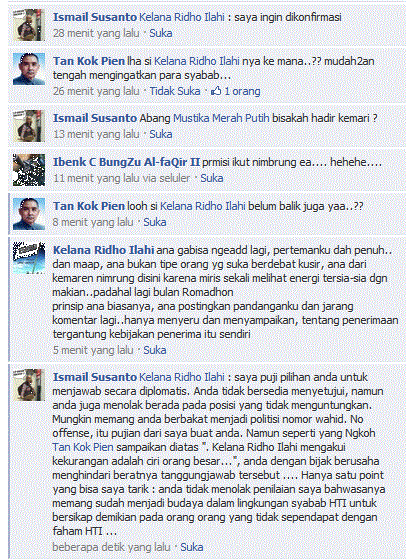 Ismail Susanto Kelana Ridho Ilahi : saya ingin dikonfirmasi
28 menit yang lalu · Suka
Tan Kok Pien lha si Kelana Ridho Ilahi nya ke mana..?? mudah2an
tengah mengingatkan para syabab...
26 menit yang lalu · Tidak Suka · 1 orang
Ismail Susanto Abang Mustika Merah Putih bisakah hadir kemari ?
13 menit yang lalu · Suka
Ibenk C BungZu Al-faQir II prmisi ikut nimbrung ea.... hehehe....
11 menit yang lalu via seluler · Suka
Tan Kok Pien looh si Kelana Ridho Ilahi belum balik juga yaa..??
8 menit yang lalu · Suka
Kelana Ridho Ilahi ana gabisa ngeadd lagi, pertemanku dah penuh..
dan maap, ana bukan tipe orang yg suka berdebat kusir, ana dari
kemaren nimrung disini karena miris sekali melihat energi tersia-sia dgn
makian..padahal lagi bulan Romadhon
prinsip ana biasanya, ana postingkan pandanganku dan jarang
komentar lagi..hanya menyeru dan menyampaikan, tentang penerimaan
tergantung kebijakan penerima itu sendiri
5 menit yang lalu · Suka
Ismail Susanto Kelana Ridho Ilahi : saya puji pilihan anda untuk
menjawab secara diplomatis. Anda tidak bersedia menyetujui, namun
anda juga menolak berada pada posisi yang tidak menguntungkan.
Mungkin memang anda berbakat menjadi politisi nomor wahid. No
offense, itu pujian dari saya buat anda. Namun seperti yang Ngkoh
Tan Kok Pien sampaikan diatas ". Kelana Ridho Ilahi mengakui
kekurangan adalah ciri orang besar...", anda dengan bijak berusaha
menghindari beratnya tanggungjawab tersebut .... Hanya satu point
yang bisa saya tarik : anda tidak menolak penilaian saya bahwasanya
memang sudah menjadi budaya dalam lingkungan syabab HTI untuk
bersikap demikian pada orang orang yang tidak sependapat dengan
faham HTI ...
beberapa detik yang lalu · Suka